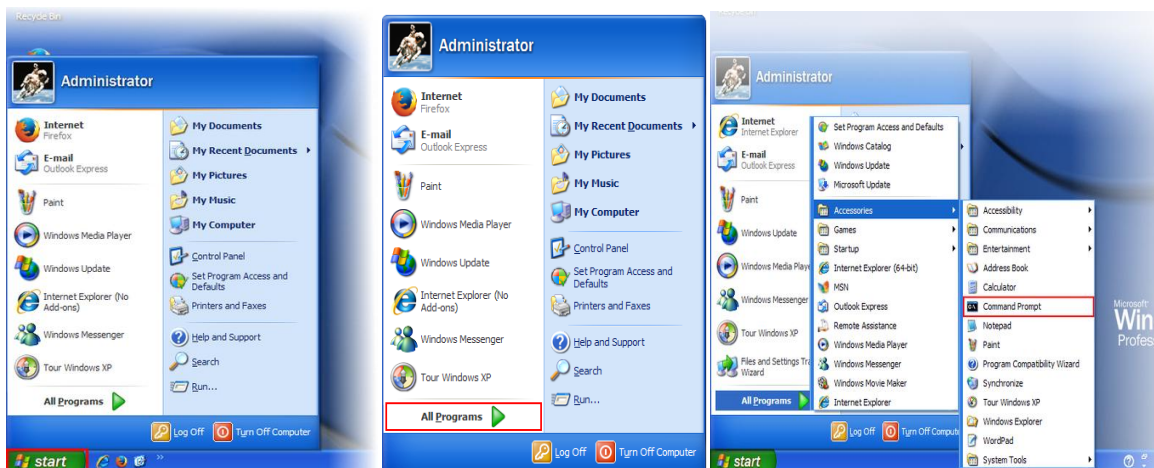 Recycle Bin
Administrator
Internet
Firefox
E-mail
Outlook Express
Paint
Windows Media Player
Windows Update
Internet Explorer (No
Add-ons)
Windows Messenger
Tour Windows XP
All Programs
My Documents
My Recent Documents
My Pictures
My Music
My Computer
Control Panel
Set Program Access and
Defaults
Printers and Faxes
Help and Support
Search
Run...
Log Off
Turn Off Computer
start
Administrator
Internet
Firefox
E-mail
Outlook Express
Paint
Windows Media Player
Windows Update
Internet Explorer (No
Add-ons)
Windows Messenger
Tour Windows XP
All Programs
My Documents
My Recent Documents
My Pictures
My Music
My Computer
Control Panel
Set Program Access and
Defaults
Printers and Faxes
Help and Support
Search
Run...
Log Off
Turn Off Computer
Administrator
Internet
Internet Explorer
E-mail
Outlook Express
Paint
Windows Update
Windows Media Playe
Windows Messenger
Tour Windows XP
Files and Settings Tra
Wizard
All Programs
Set Program Access and Defaults
Windows Catalog
Windows Update
Microsoft Update
Accessories
Games
Startup
Internet Explorer (64-bit)
MSN
Outlook Express
Remote Assistance
Windows Media Player
Windows Messenger
Windows Movie Maker
Internet Explorer
Accessibility
Communications
Entertainment
Address Book
Calculator
Command Prompt
Notepad
Paint
Program Compatibility Wizard
Synchronize
Tour Windows XP
Windows Explorer
WordPad
System Tools
Log Off
Turn Off Comput
start
Microsoft
Win
Profes